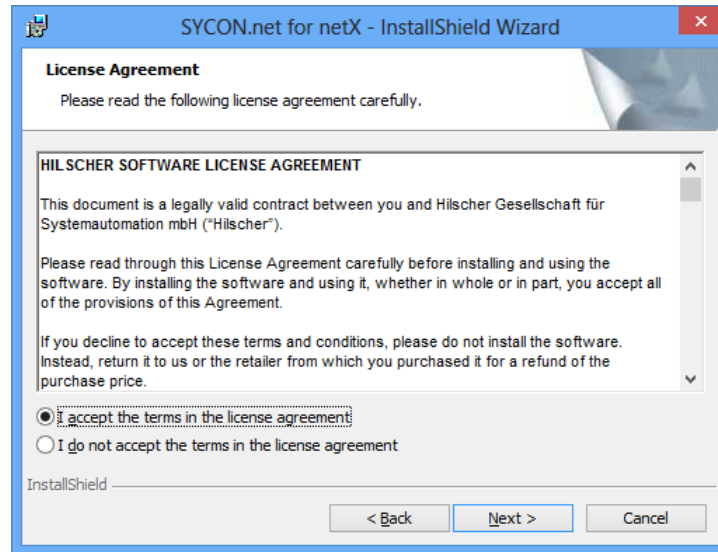 SYCON.net for netX - InstallShield Wizard
License Agreement
Please read the following license agreement carefully.
HILSCHER SOFTWARE LICENSE AGREEMENT
This document is a legally valid contract between you and Hilscher Gesellschaft für
Systemautomation mbH (“Hilscher”).
Please read through this License Agreement carefully before installing and using the
software. By installing the software and using it, whether in whole or in part, you accept all
of the provisions of this Agreement.
If you decline to accept these terms and conditions, please do not install the software.
Instead, return it to us or the retailer from which you purchased it for a refund of the
purchase price.
I accept the terms in the license agreement
I do not accept the terms in the license agreement
InstallShield
< Back Next > Cancel